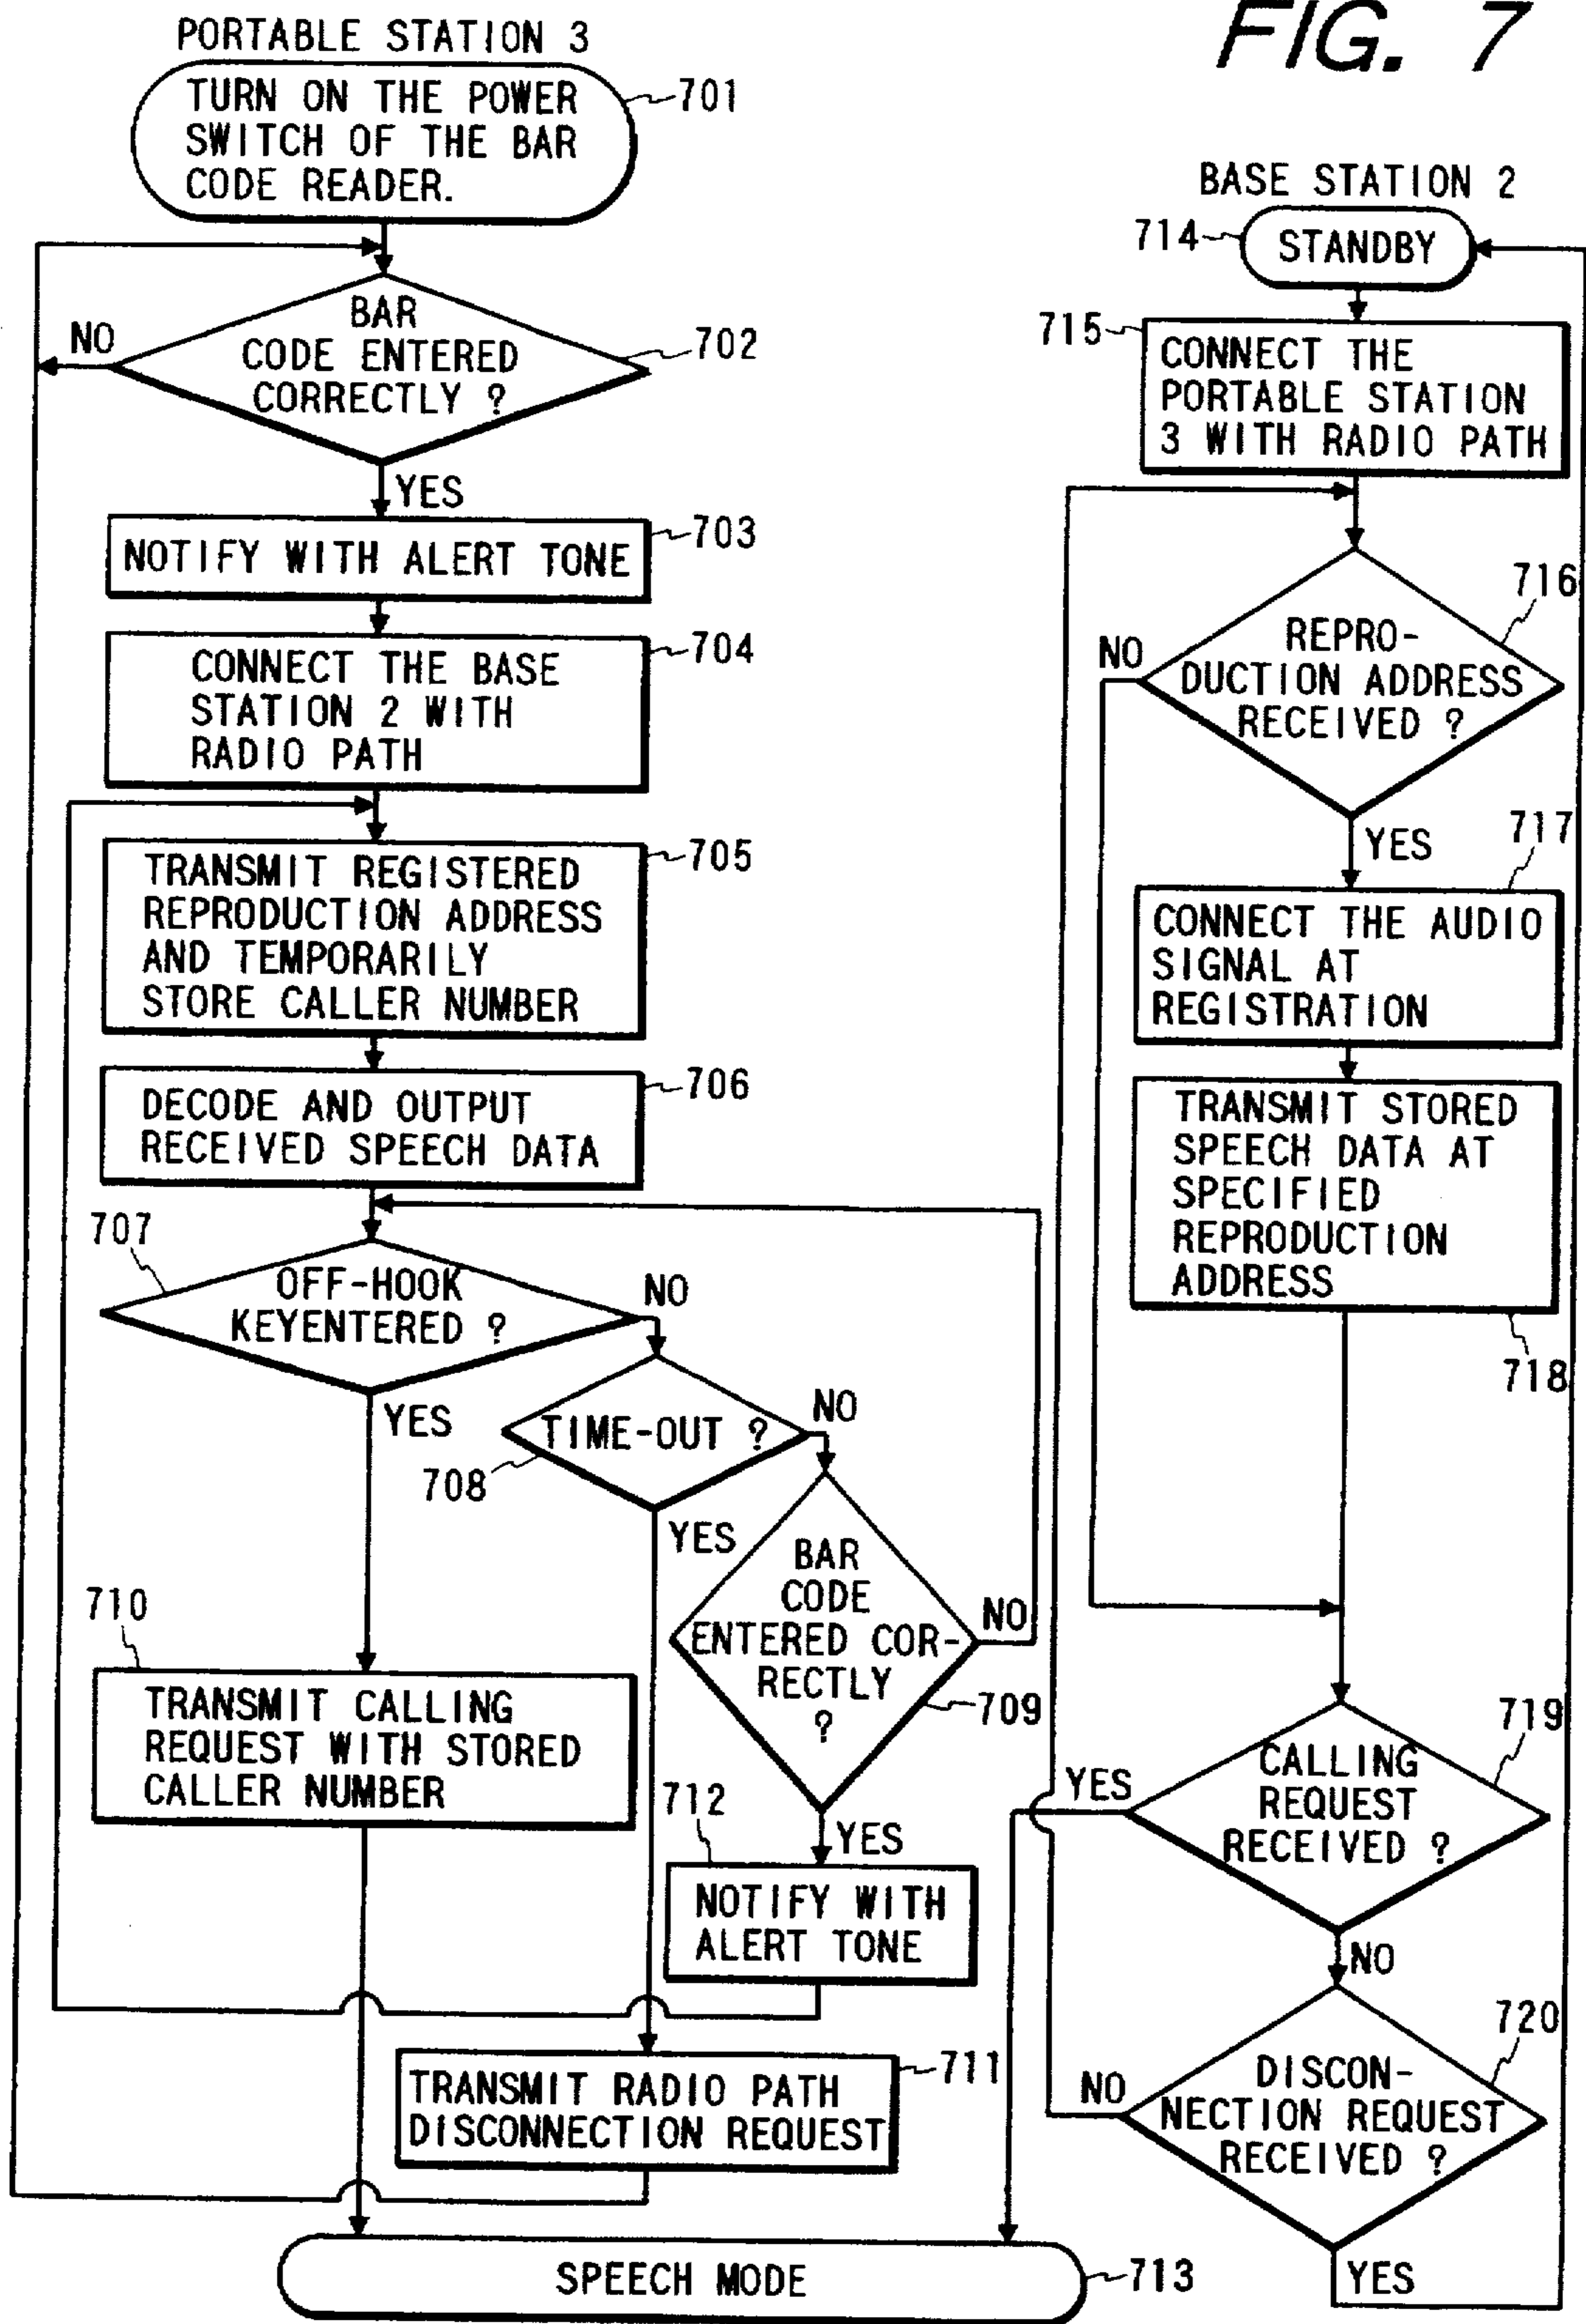 FIG. 7
PORTABLE STATION 3
TURN ON THE POWER
SWITCH OF THE BAR
CODE READER.
701
BAR
CODE ENTERED
CORRECTLY ?
702
NO
YES
NOTIFY WITH ALERT TONE
703
CONNECT THE BASE
STATION 2 WITH
RADIO PATH
704
TRANSMIT REGISTERED
REPRODUCTION ADDRESS
AND TEMPORARILY
STORE CALLER NUMBER
705
DECODE AND OUTPUT
RECEIVED SPEECH DATA
706
707
OFF-HOOK
KEYENTERED ?
NO
YES
TIME-OUT ?
708
NO
YES
BAR
CODE
ENTERED COR-
RECTLY
?
709
NO
YES
710
TRANSMIT CALLING
REQUEST WITH STORED
CALLER NUMBER
712
NOTIFY WITH
ALERT TONE
TRANSMIT RADIO PATH
DISCONNECTION REQUEST
711
SPEECH MODE
713
BASE STATION 2
714
STANDBY
715
CONNECT THE
PORTABLE STATION
3 WITH RADIO PATH
716
REPRO-
DUCTION ADDRESS
RECEIVED ?
NO
YES
717
CONNECT THE AUDIO
SIGNAL AT
REGISTRATION
TRANSMIT STORED
SPEECH DATA AT
SPECIFIED
REPRODUCTION
ADDRESS
718
719
CALLING
REQUEST
RECEIVED ?
YES
NO
720
DISCON-
NECTION REQUEST
RECEIVED ?
NO
YES